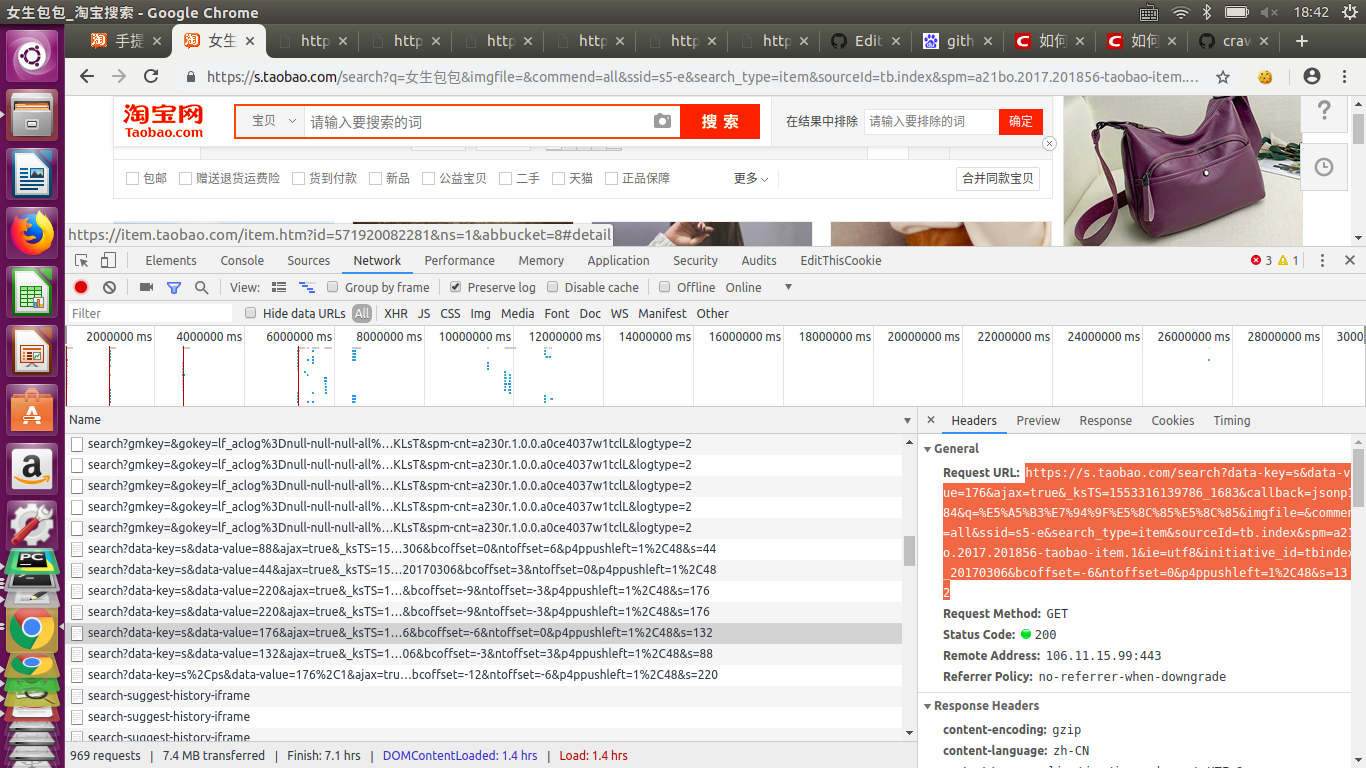 女生包包_淘宝搜索 - Google Chrome
18:42
手提
女生
http
http
http
http
http
http
Edit
gith
如何
如何
craw
https://s.taobao.com/search?q=女生包包&imgfile=&commend=all&ssid=s5-e&search_type=item&sourceId=tb.index&spm=a21bo.2017.201856-taobao-item.…
淘宝网
Taobao.com
宝贝
请输入要搜索的词
搜 索
在结果中排除
请输入要排除的词
确定
?
包邮
赠送退货运费险
货到付款
新品
公益宝贝
二手
天猫
正品保障
更多
合并同款宝贝
https://item.taobao.com/item.htm?id=571920082281&ns=1&abbucket=8#detail
Elements
Console
Sources
Network
Performance
Memory
Application
Security
Audits
EditThisCookie
3
1
View:
Group by frame
Preserve log
Disable cache
Offline
Online
Filter
Hide data URLs
All
XHR
JS
CSS
Img
Media
Font
Doc
WS
Manifest
Other
2000000 ms
4000000 ms
6000000 ms
8000000 ms
10000000 ms
12000000 ms
14000000 ms
16000000 ms
18000000 ms
20000000 ms
22000000 ms
24000000 ms
26000000 ms
28000000 ms
3000
Name
search?gmkey=&gokey=lf_aclog%3Dnull-null-null-all%…KLsT&spm-cnt=a230r.1.0.0.a0ce4037w1tclL&logtype=2
search?gmkey=&gokey=lf_aclog%3Dnull-null-null-all%…KLsT&spm-cnt=a230r.1.0.0.a0ce4037w1tclL&logtype=2
search?gmkey=&gokey=lf_aclog%3Dnull-null-null-all%…KLsT&spm-cnt=a230r.1.0.0.a0ce4037w1tclL&logtype=2
search?gmkey=&gokey=lf_aclog%3Dnull-null-null-all%…KLsT&spm-cnt=a230r.1.0.0.a0ce4037w1tclL&logtype=2
search?gmkey=&gokey=lf_aclog%3Dnull-null-null-all%…KLsT&spm-cnt=a230r.1.0.0.a0ce4037w1tclL&logtype=2
search?data-key=s&data-value=88&ajax=true&_ksTS=15…306&bcoffset=0&ntoffset=6&p4ppushleft=1%2C48&s=44
search?data-key=s&data-value=44&ajax=true&_ksTS=15…20170306&bcoffset=3&ntoffset=0&p4ppushleft=1%2C48
search?data-key=s&data-value=220&ajax=true&_ksTS=1…&bcoffset=-9&ntoffset=-3&p4ppushleft=1%2C48&s=176
search?data-key=s&data-value=220&ajax=true&_ksTS=1…&bcoffset=-9&ntoffset=-3&p4ppushleft=1%2C48&s=176
search?data-key=s&data-value=176&ajax=true&_ksTS=1…6&bcoffset=-6&ntoffset=0&p4ppushleft=1%2C48&s=132
search?data-key=s&data-value=132&ajax=true&_ksTS=1…06&bcoffset=-3&ntoffset=3&p4ppushleft=1%2C48&s=88
search?data-key=s%2Cps&data-value=176%2C1&ajax=tru…bcoffset=-12&ntoffset=-6&p4ppushleft=1%2C48&s=220
search-suggest-history-iframe
search-suggest-history-iframe
search-suggest-history-iframe
969 requests | 7.4 MB transferred | Finish: 7.1 hrs | DOMContentLoaded: 1.4 hrs | Load: 1.4 hrs
Headers
Preview
Response
Cookies
Timing
General
Request URL: https://s.taobao.com/search?data-key=s&data-v
ue=176&ajax=true&_ksTS=1553316139786_1683&callback=jsonp1
84&q=%E5%A5%B3%E7%94%9F%E5%8C%85%E5%8C%85&imgfile=&commen
=all&ssid=s5-e&search_type=item&sourceId=tb.index&spm=a21
o.2017.201856-taobao-item.1&ie=utf8&initiative_id=tbindex
_20170306&bcoffset=-6&ntoffset=0&p4ppushleft=1%2C48&s=13
2
Request Method: GET
Status Code: 200
Remote Address: 106.11.15.99:443
Referrer Policy: no-referrer-when-downgrade
Response Headers
content-encoding: gzip
content-language: zh-CN